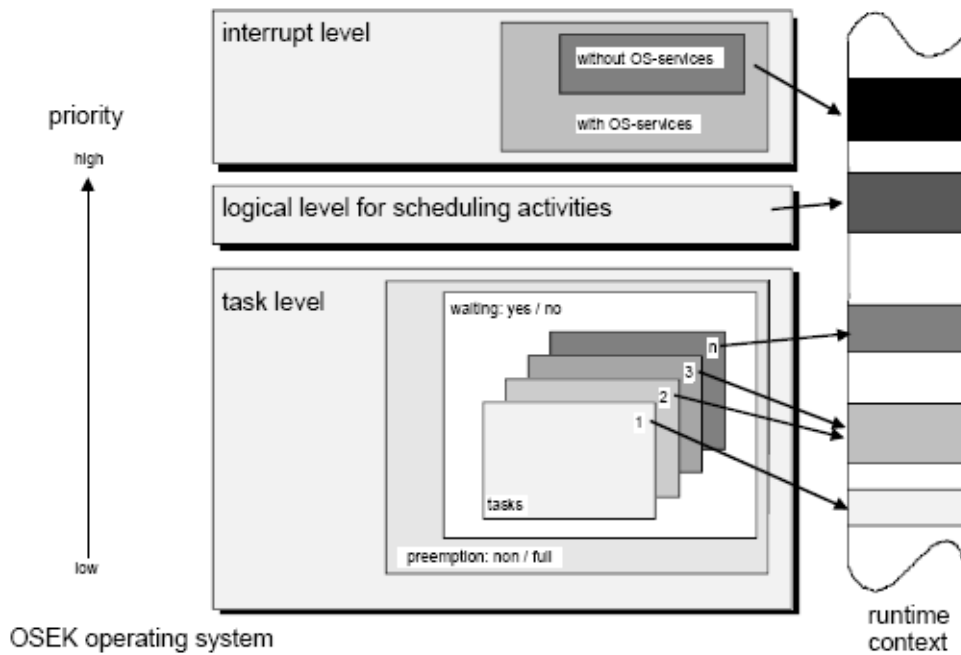 interrupt level
without OS-services
with OS-services
priority
high
logical level for scheduling activities
task level
waiting: yes / no
n
3
2
1
tasks
preemption: non / full
low
OSEK operating system
runtime
context